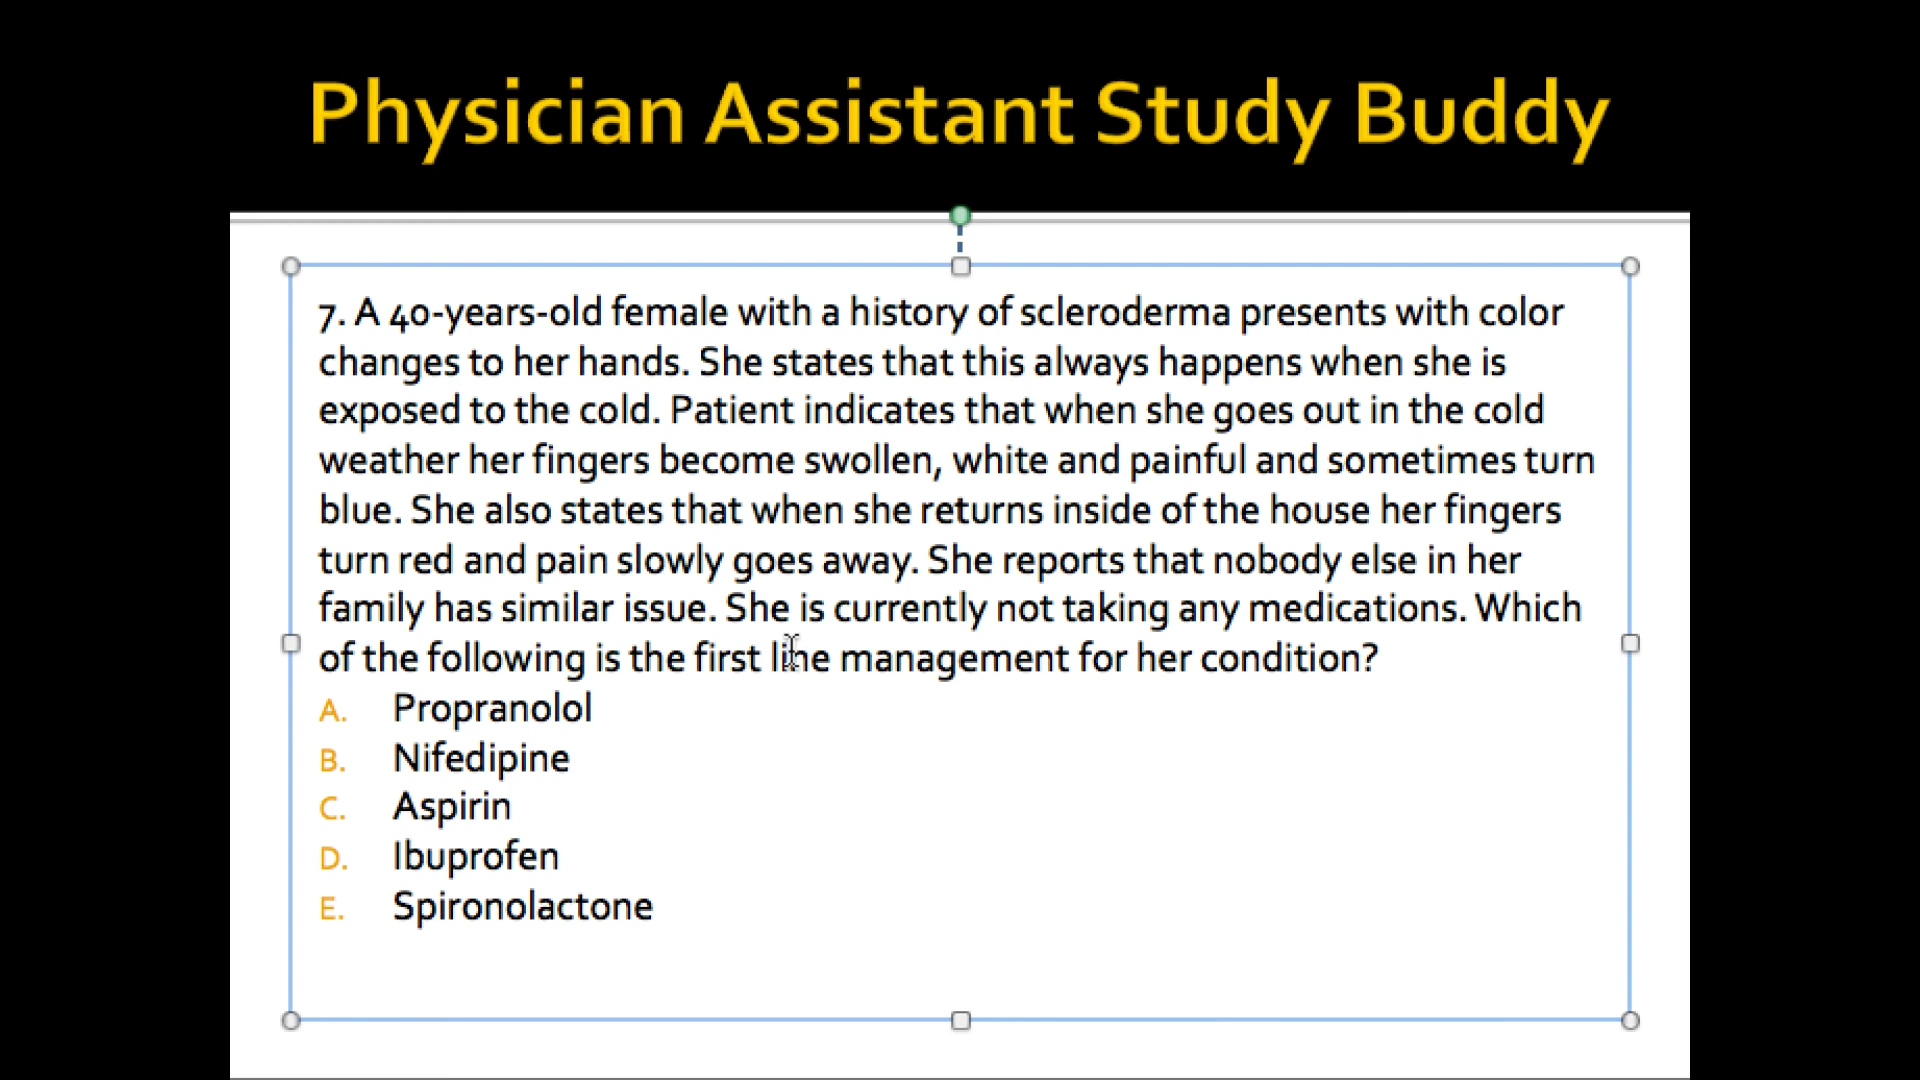 Physician Assistant Study Buddy
7. A 40-years-old female with a history of scleroderma presents with color
changes to her hands. She states that this always happens when she is
exposed to the cold. Patient indicates that when she goes out in the cold
weather her fingers become swollen, white and painful and sometimes turn
blue. She also states that when she returns inside of the house her fingers
turn red and pain slowly goes away. She reports that nobody else in her
family has similar issue. She is currently not taking any medications. Which
of the following is the first line management for her condition?
A. Propranolol
B. Nifedipine
C. Aspirin
D. Ibuprofen
E. Spironolactone